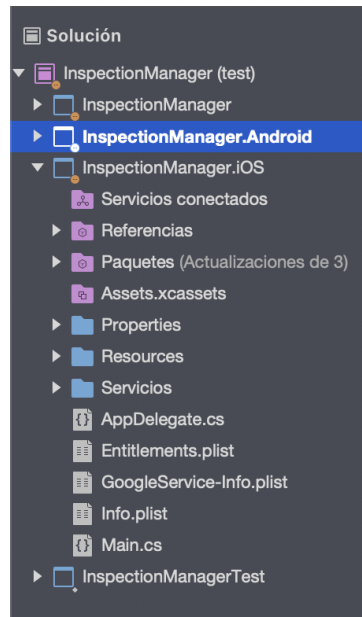 Solución
InspectionManager (test)
InspectionManager
InspectionManager.Android
InspectionManager.iOS
Servicios conectados
Referencias
Paquetes (Actualizaciones de 3)
Assets.xcassets
Properties
Resources
Servicios
AppDelegate.cs
Entitlements.plist
GoogleService-Info.plist
Info.plist
Main.cs
InspectionManagerTest